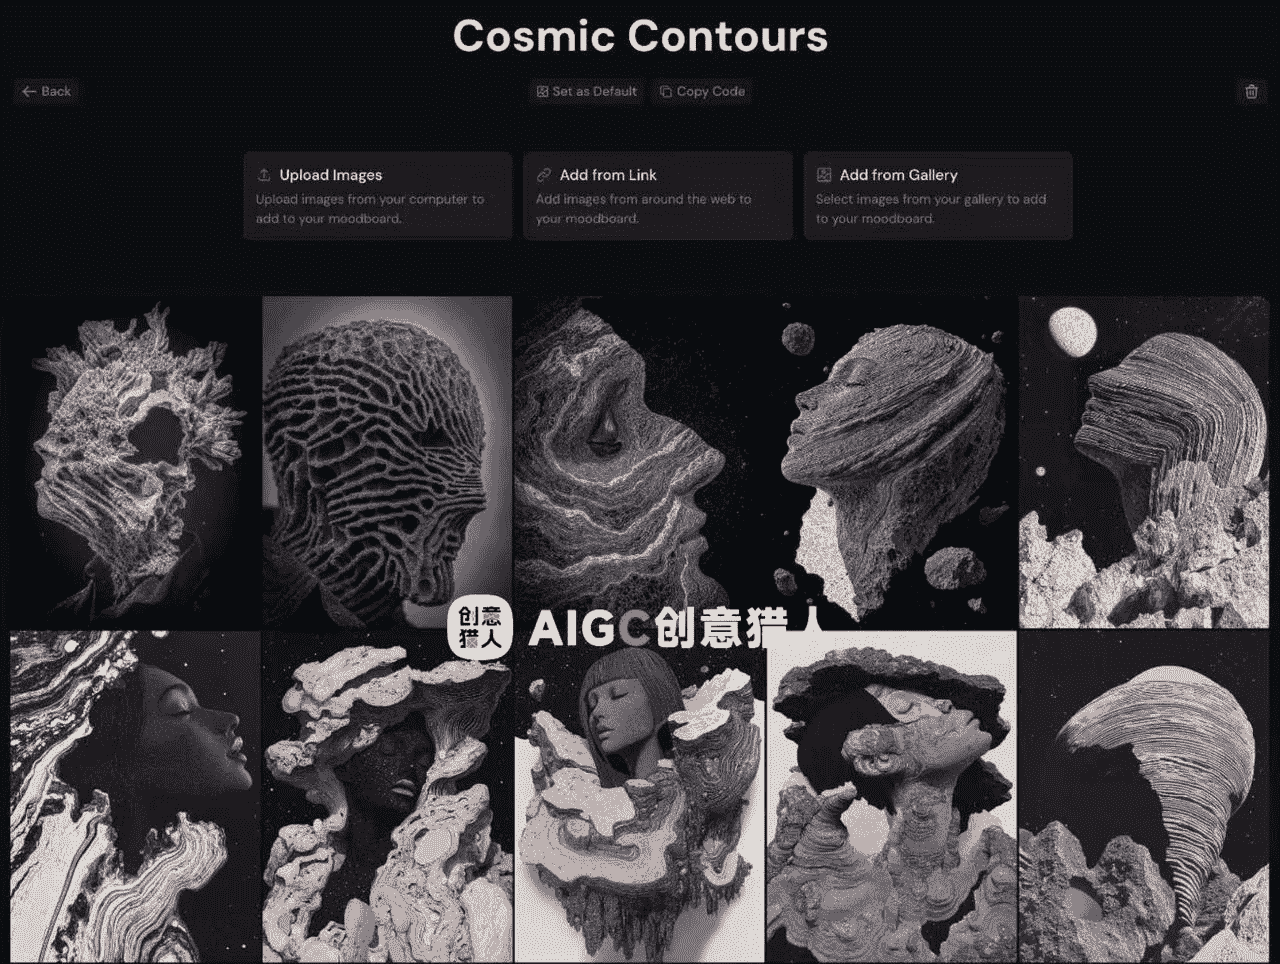 Cosmic Contours
Back
Set as Default
Copy Code
Upload Images
Upload images from your computer to
add to your moodboard.
Add from Link
Add images from around the web to
your moodboard.
Add from Gallery
Select images from your gallery to add
to your moodboard.
创意
猎人
AIGC创意猎人